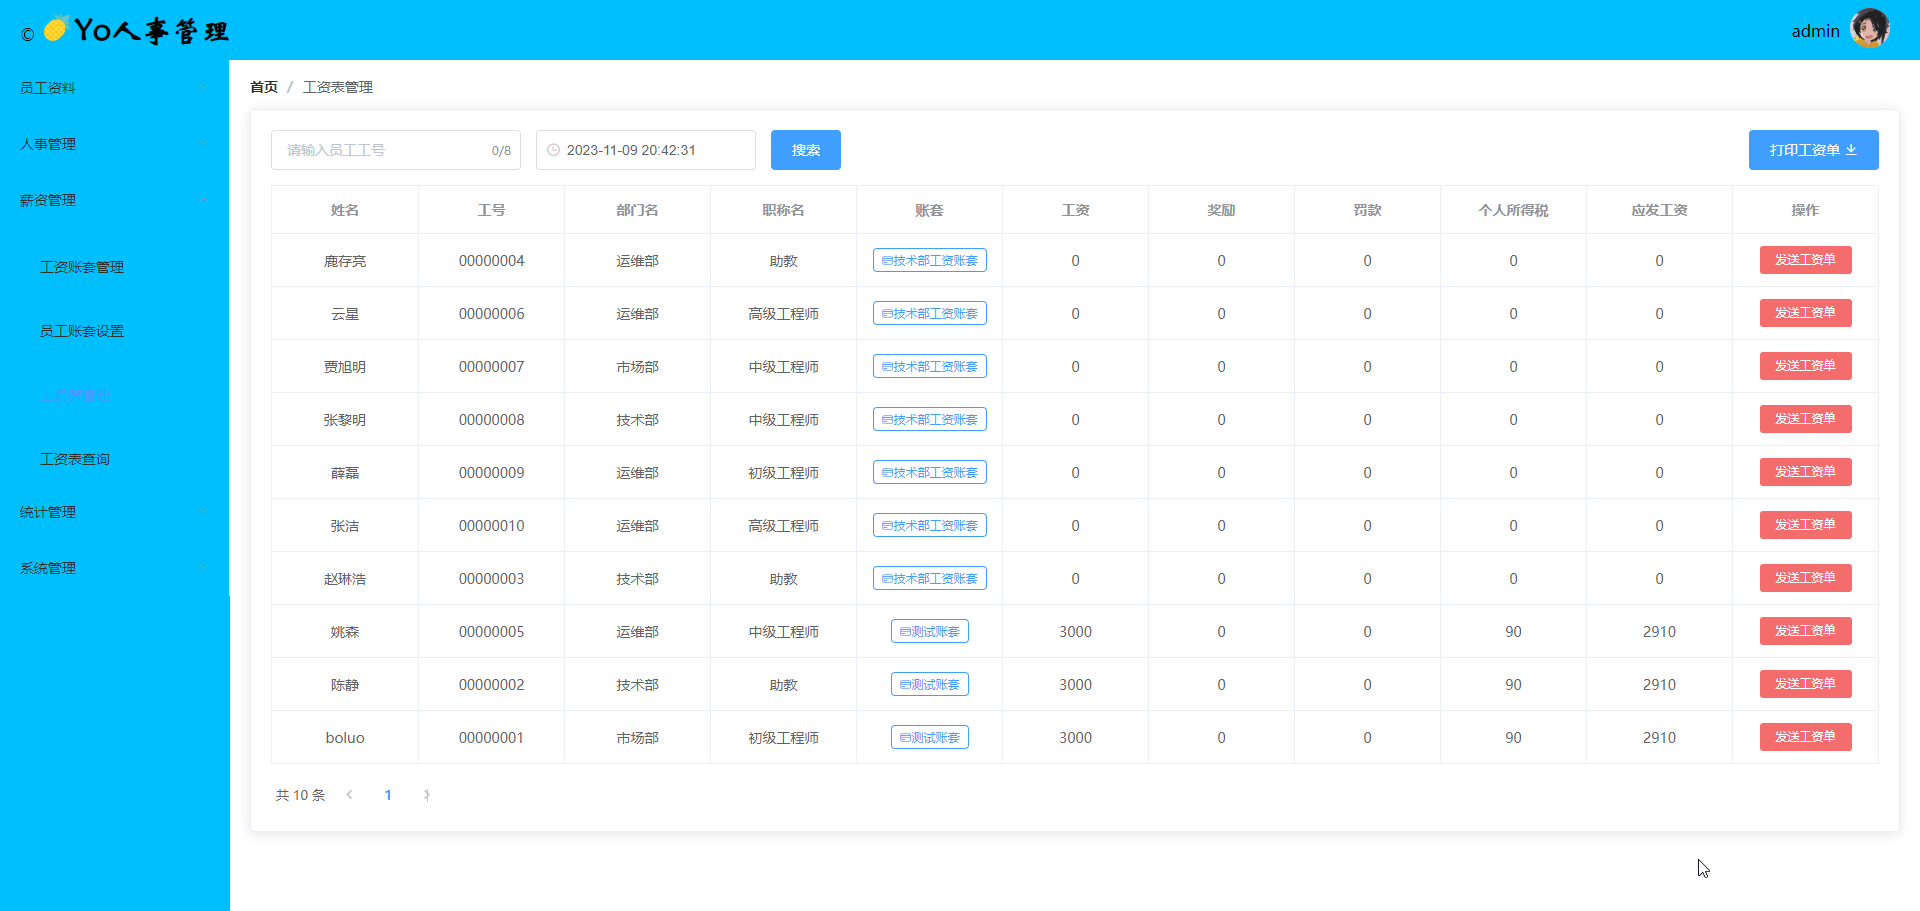 © Yo人事管理
admin
员工资料
人事管理
薪资管理
工资账套管理
员工账套设置
工资表管理
工资表查询
统计管理
系统管理
首页 / 工资表管理
请输入员工工号 0/8 2023-11-09 20:42:31 搜索 打印工资单
姓名 工号 部门名 职称名 账套 工资 奖励 罚款 个人所得税 应发工资 操作
鹿存亮 00000004 运维部 助教 技术部工资账套 0 0 0 0 0 发送工资单
云星 00000006 运维部 高级工程师 技术部工资账套 0 0 0 0 0 发送工资单
贾旭明 00000007 市场部 中级工程师 技术部工资账套 0 0 0 0 0 发送工资单
张黎明 00000008 技术部 中级工程师 技术部工资账套 0 0 0 0 0 发送工资单
薛磊 00000009 运维部 初级工程师 技术部工资账套 0 0 0 0 0 发送工资单
张洁 00000010 运维部 高级工程师 技术部工资账套 0 0 0 0 0 发送工资单
赵琳浩 00000003 技术部 助教 技术部工资账套 0 0 0 0 0 发送工资单
姚森 00000005 运维部 中级工程师 测试账套 3000 0 0 90 2910 发送工资单
陈静 00000002 技术部 助教 测试账套 3000 0 0 90 2910 发送工资单
boluo 00000001 市场部 初级工程师 测试账套 3000 0 0 90 2910 发送工资单
共 10 条 1